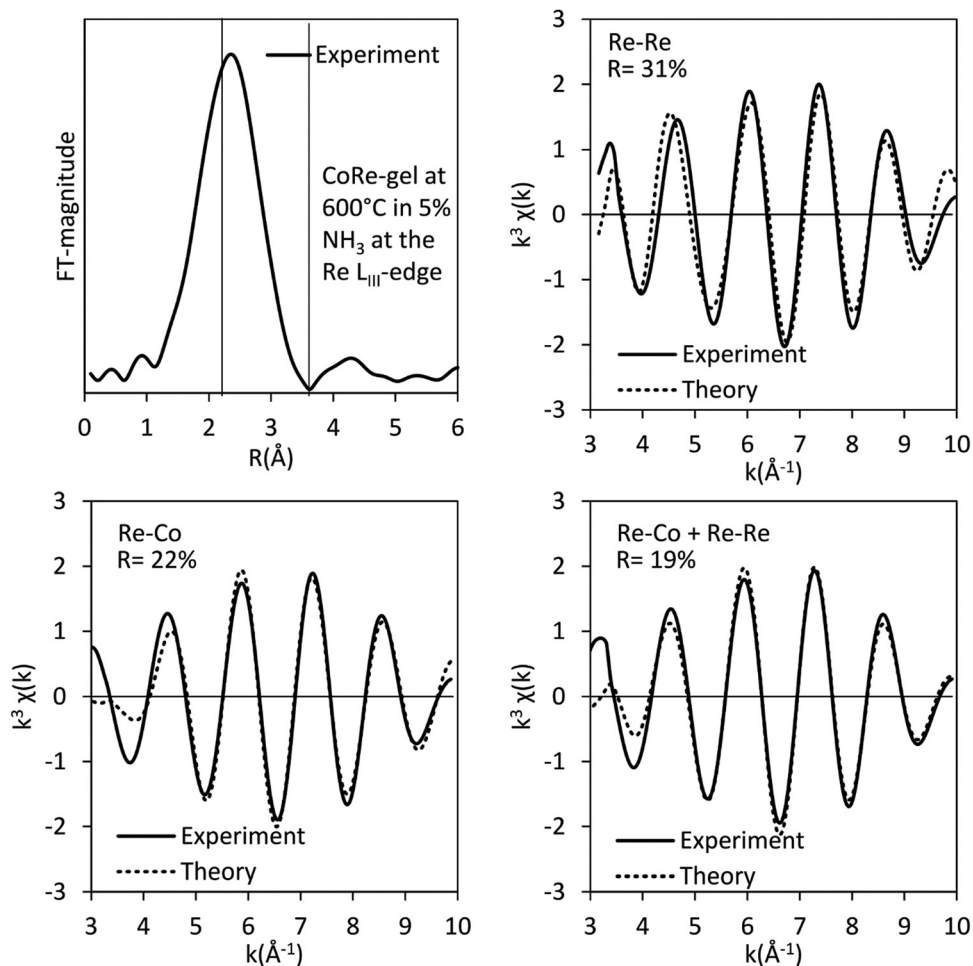 FT-magnitude
Experiment
CoRe-gel at
600°C in 5%
NH₃ at the
Re L_III-edge
0 1 2 3 4 5 6
R(Å)
Re-Re
R= 31%
k³ χ(k)
3
2
1
0
-1
-2
-3
Experiment
Theory
3 4 5 6 7 8 9 10
k(Å⁻¹)
Re-Co
R= 22%
k³ χ(k)
3
2
1
0
-1
-2
-3
Experiment
Theory
3 4 5 6 7 8 9 10
k(Å⁻¹)
Re-Co + Re-Re
R= 19%
k³ χ(k)
3
2
1
0
-1
-2
-3
Experiment
Theory
3 4 5 6 7 8 9 10
k(Å⁻¹)